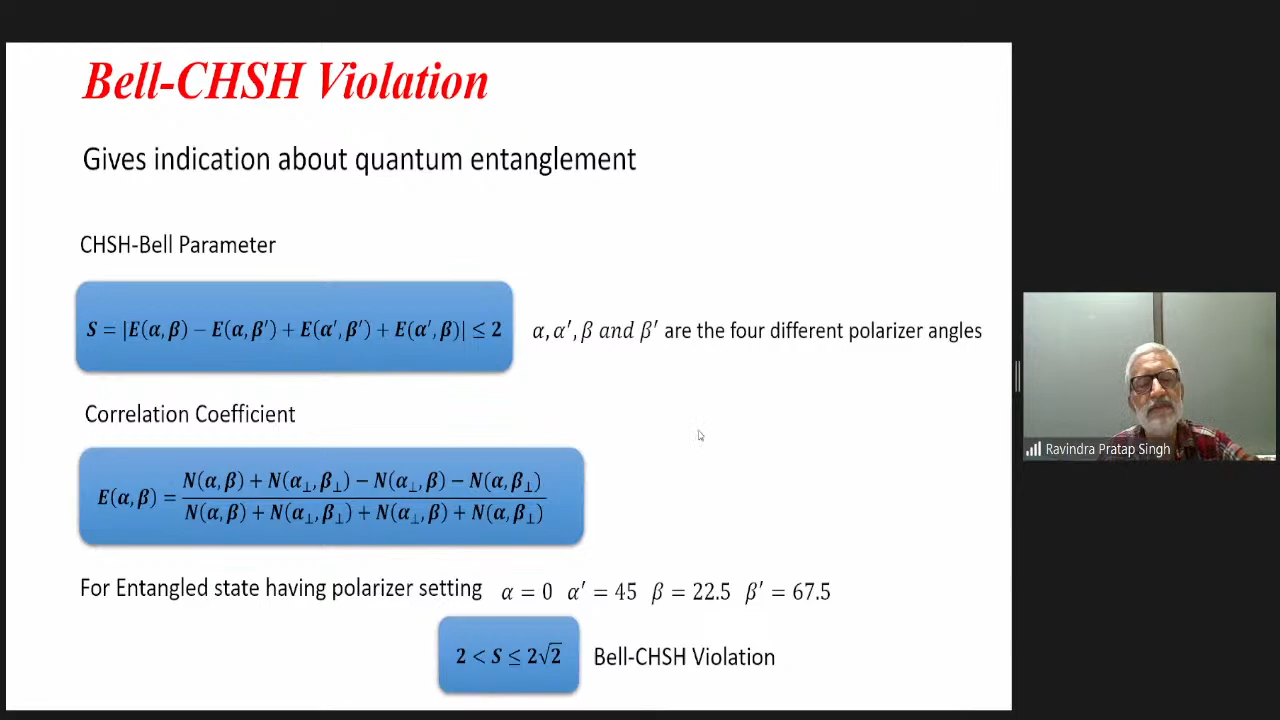 Bell-CHSH Violation
Gives indication about quantum entanglement
CHSH-Bell Parameter
S = |E(α, β) − E(α, β′) + E(α′, β′) + E(α′, β)| ≤ 2
α, α′, β and β′ are the four different polarizer angles
Correlation Coefficient
E(α, β) = N(α, β) + N(α⊥, β⊥) − N(α⊥, β) − N(α, β⊥)
N(α, β) + N(α⊥, β⊥) + N(α⊥, β) + N(α, β⊥)
For Entangled state having polarizer setting α = 0 α′ = 45 β = 22.5 β′ = 67.5
2 < S ≤ 2√2 Bell-CHSH Violation
Ravindra Pratap Singh